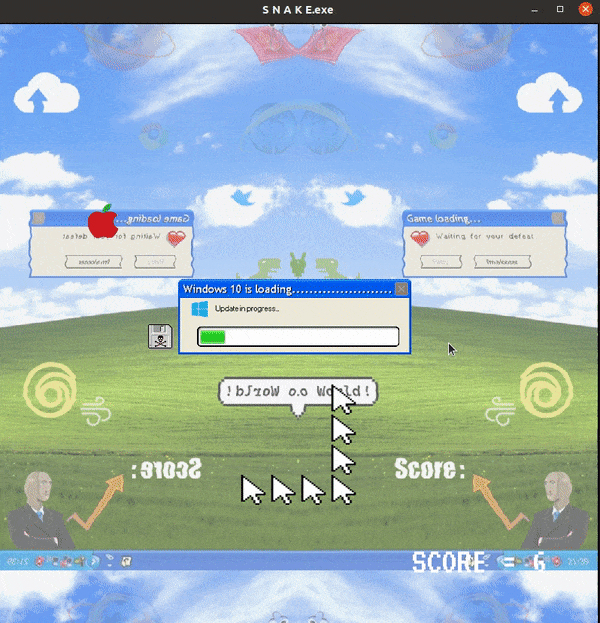 S N A K E.exe
Game loading...
Game loading...
Waiting for your defeat
Waiting for your defeat
Windows 10 is loading......................
Update in progress...
!blroW o.o World!
Score:
Score:
SCORE = 6